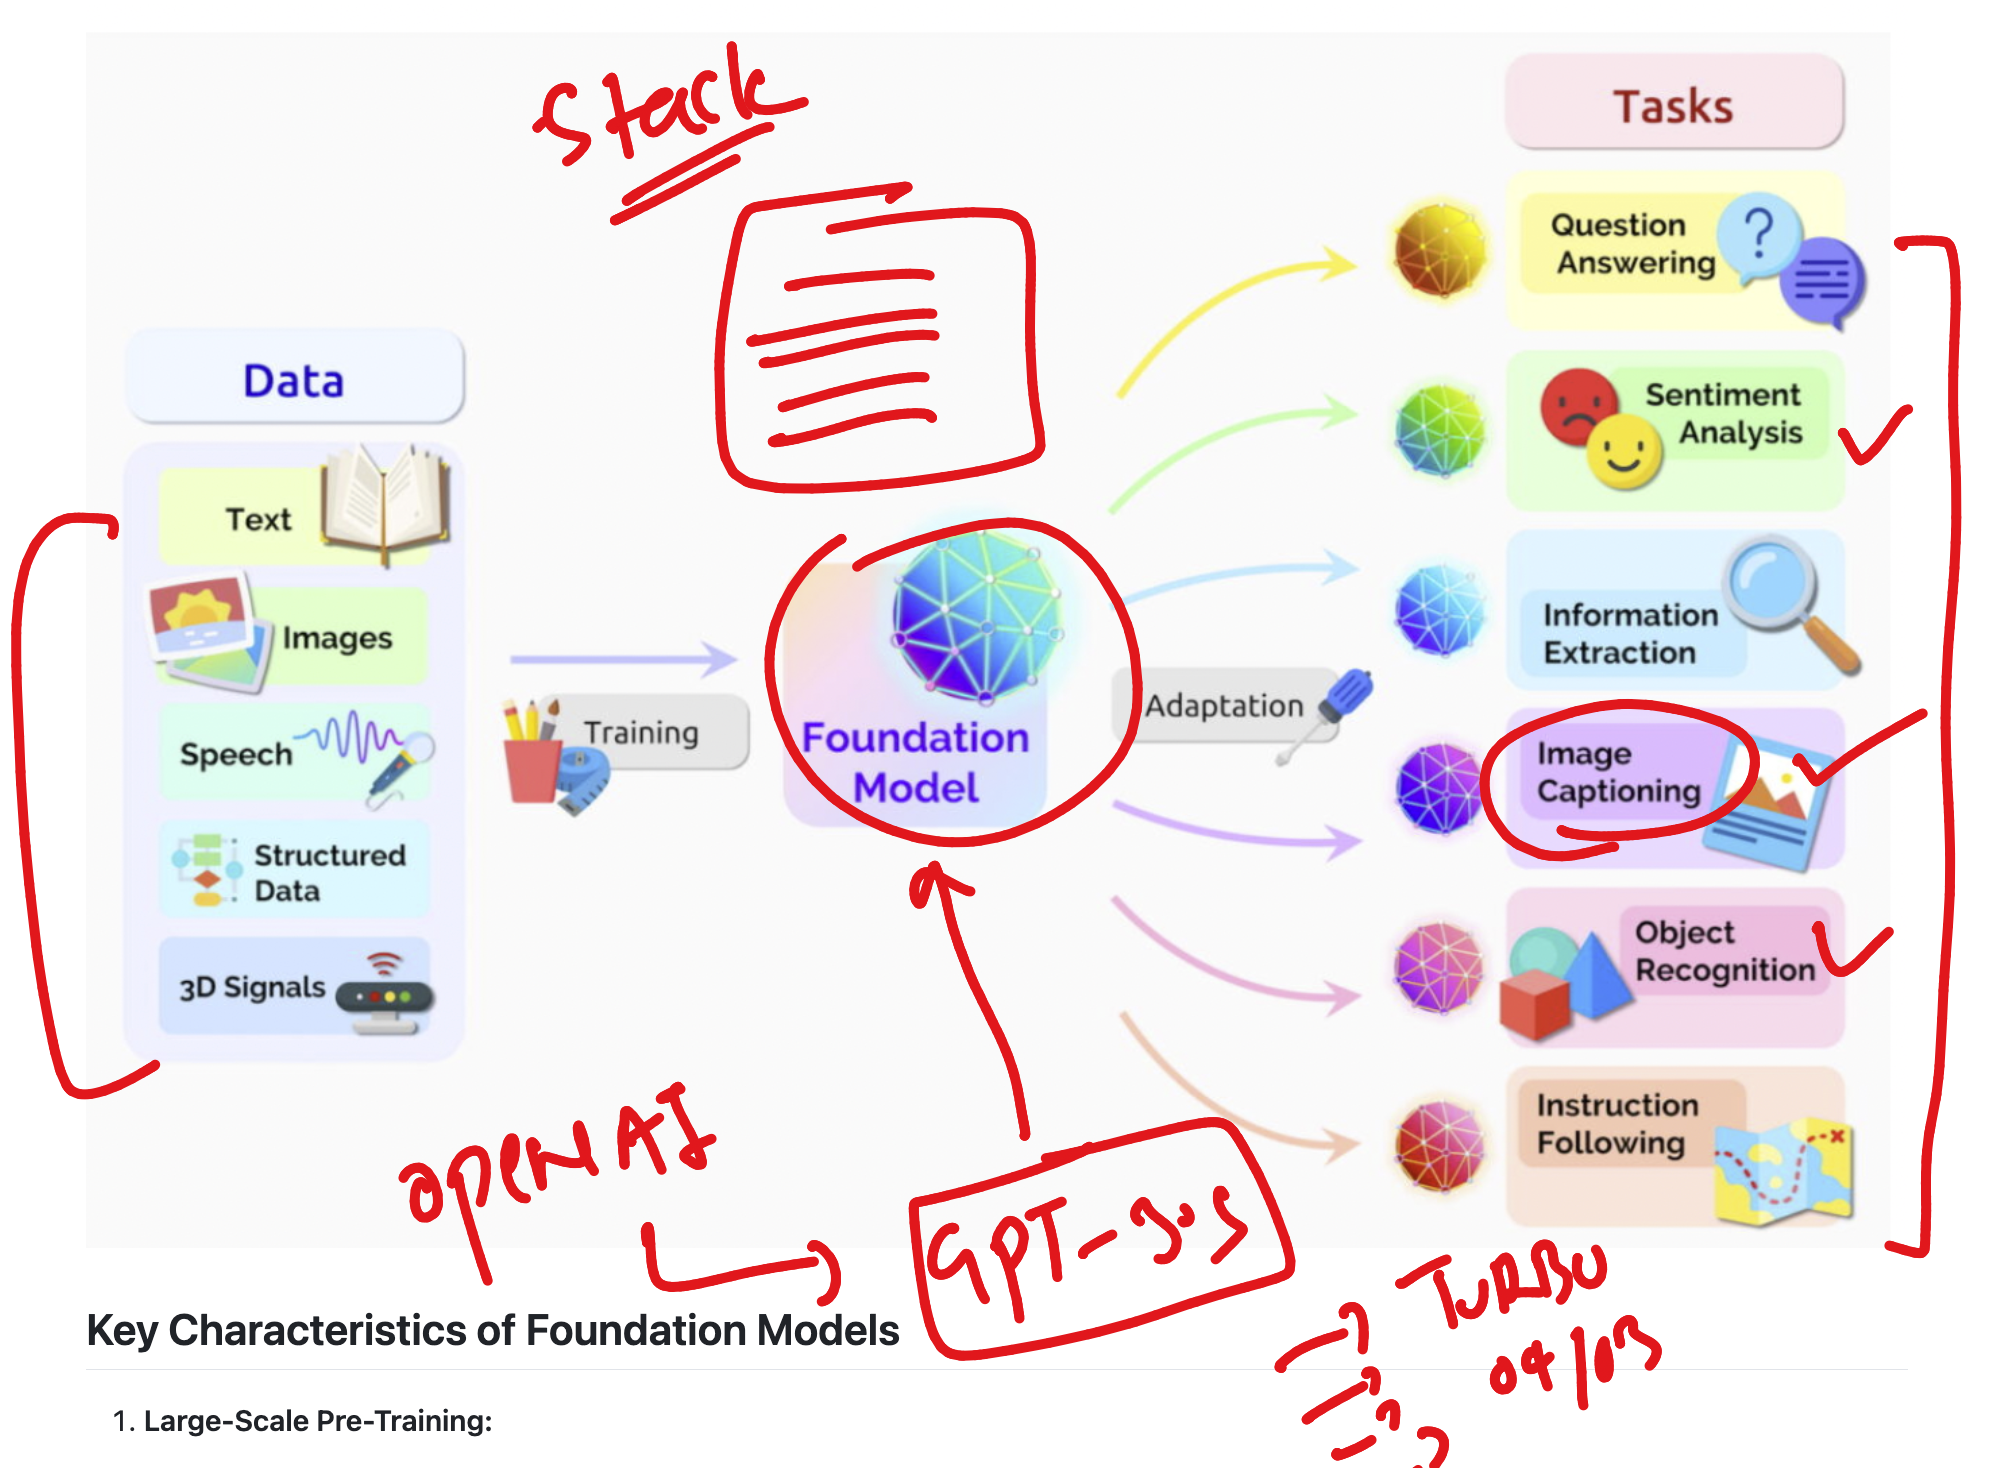 Stack
Tasks
Question
Answering
Data
Sentiment
Analysis
Text
Images
Information
Extraction
Speech
Training
Foundation
Model
Adaptation
Image
Captioning
Structured
Data
Object
Recognition
3D Signals
OPENAI
Instruction
Following
GPT-3.5
TURBO
Key Characteristics of Foundation Models
1. Large-Scale Pre-Training: